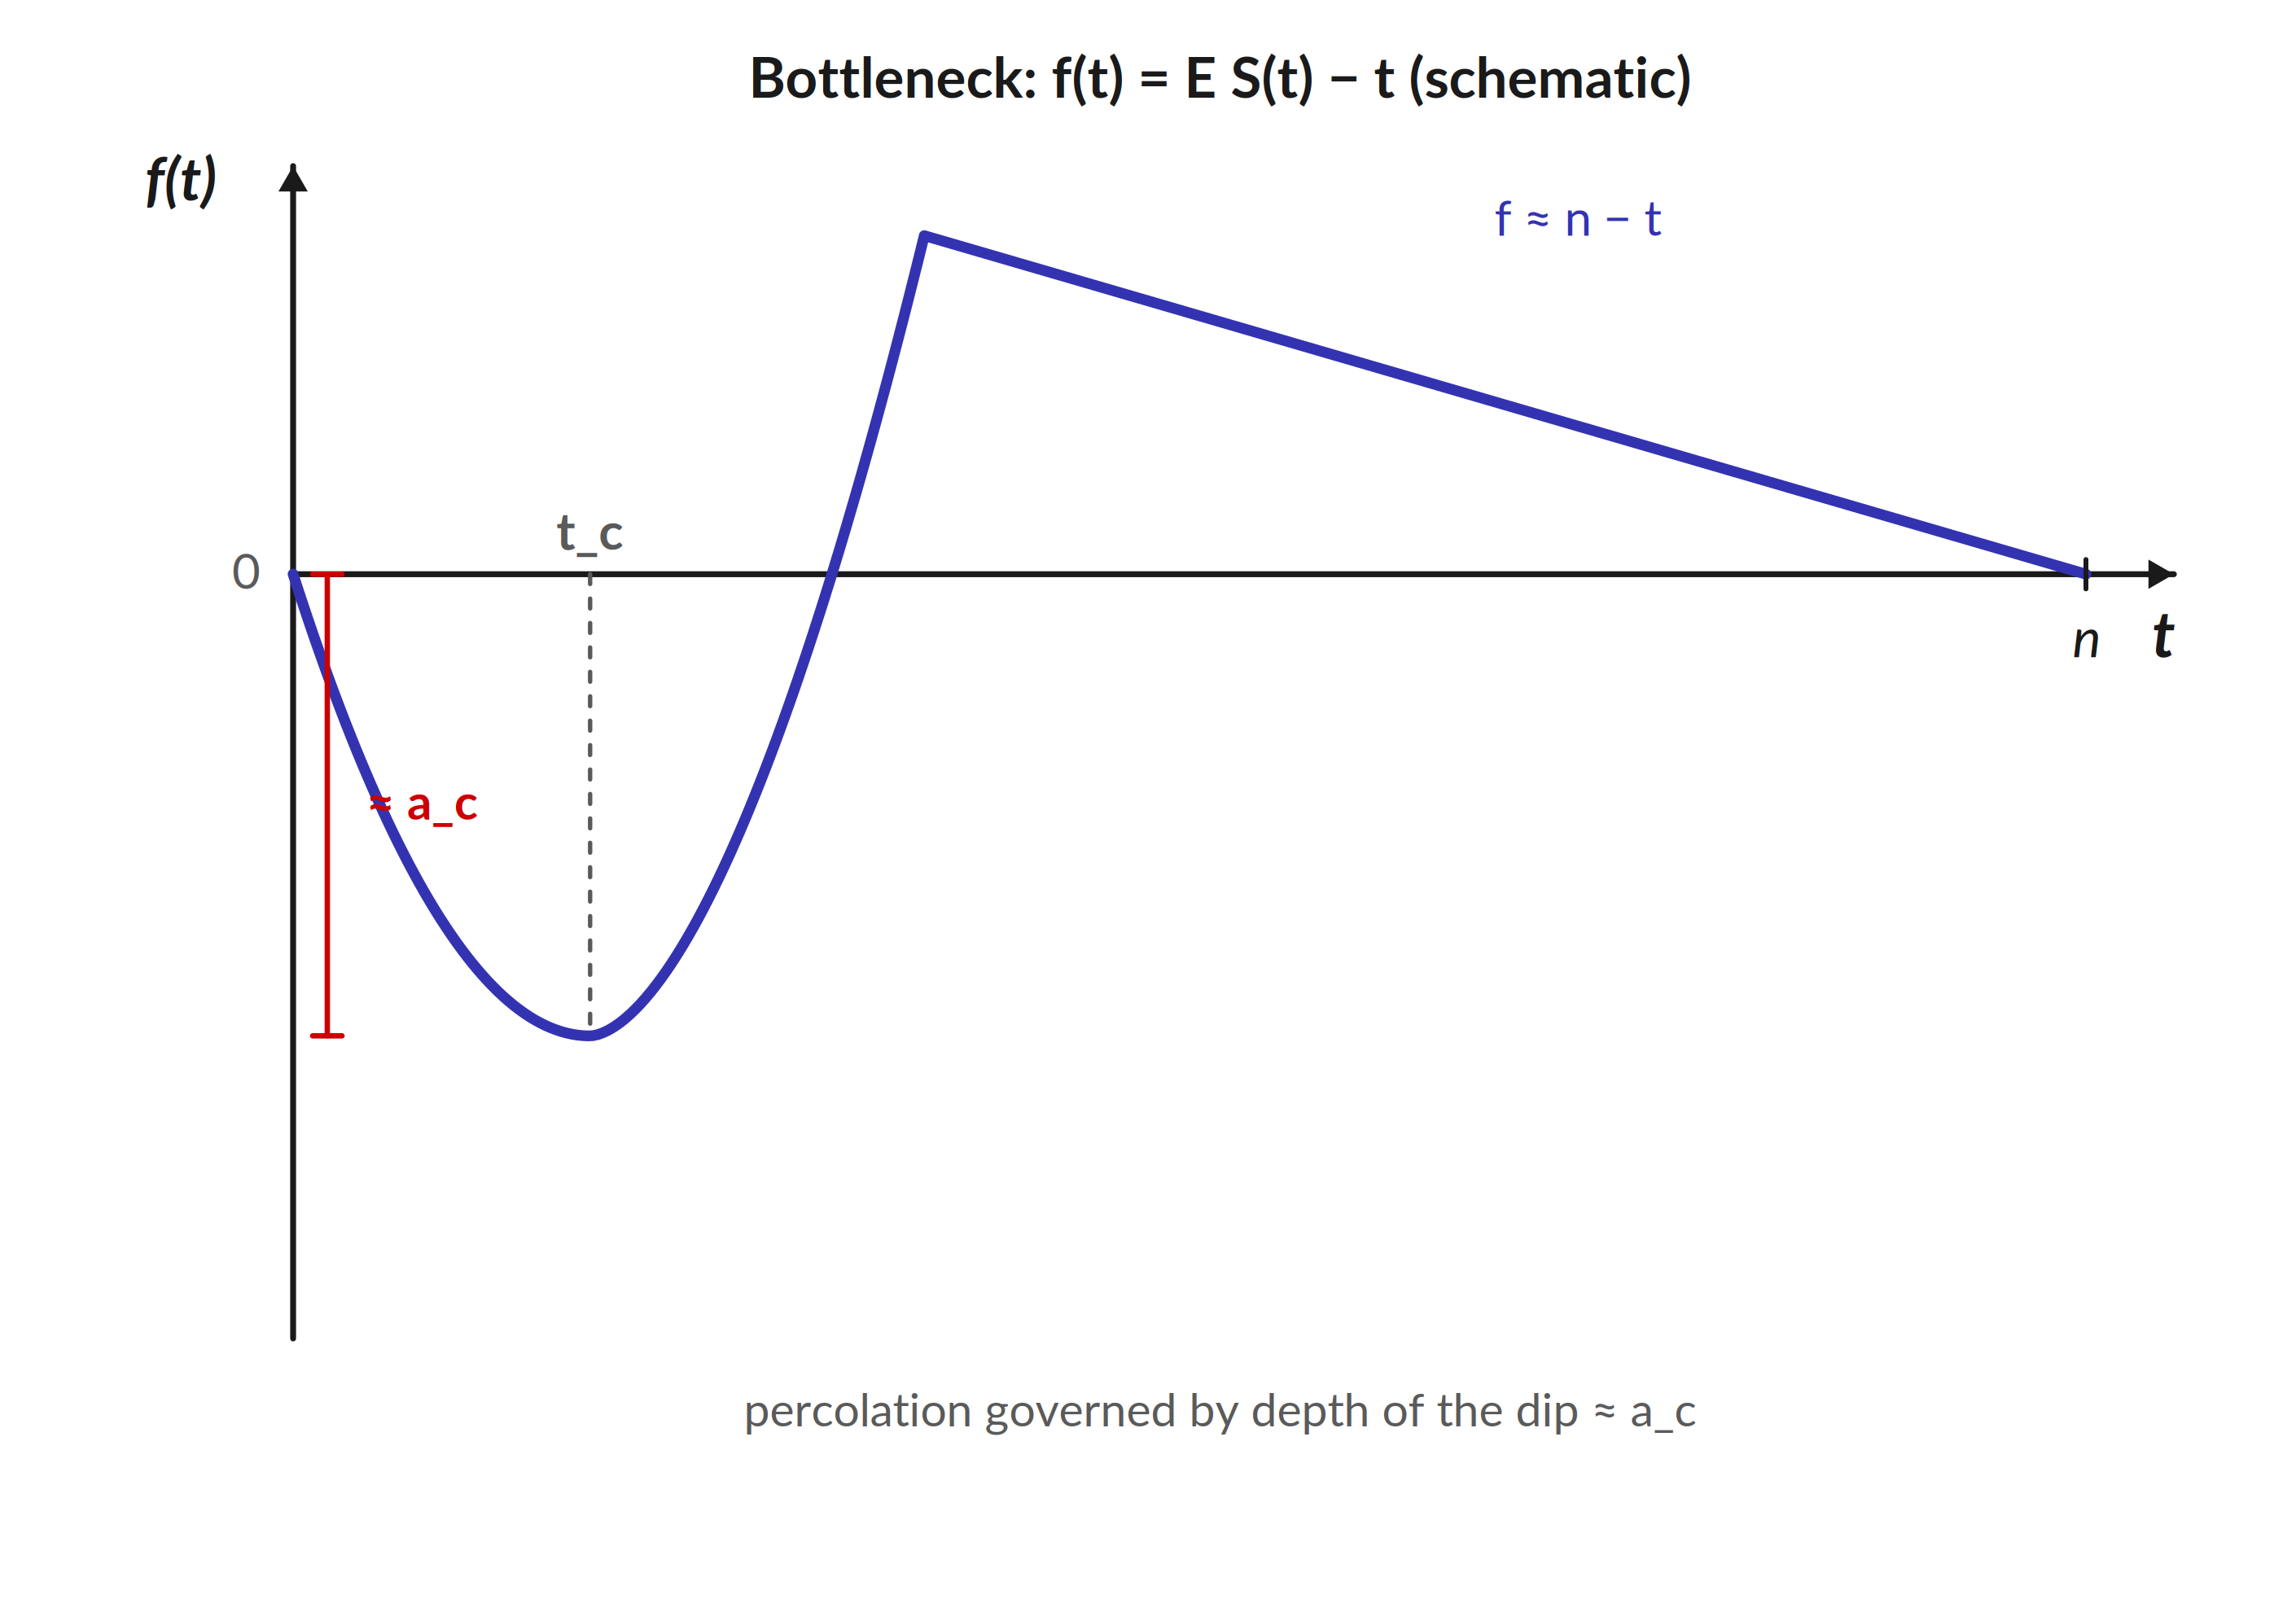 Bottleneck: f(t) = E S(t) − t (schematic)
f(t)
f ≈ n − t
t_c
0
n
t
≈ a_c
percolation governed by depth of the dip ≈ a_c